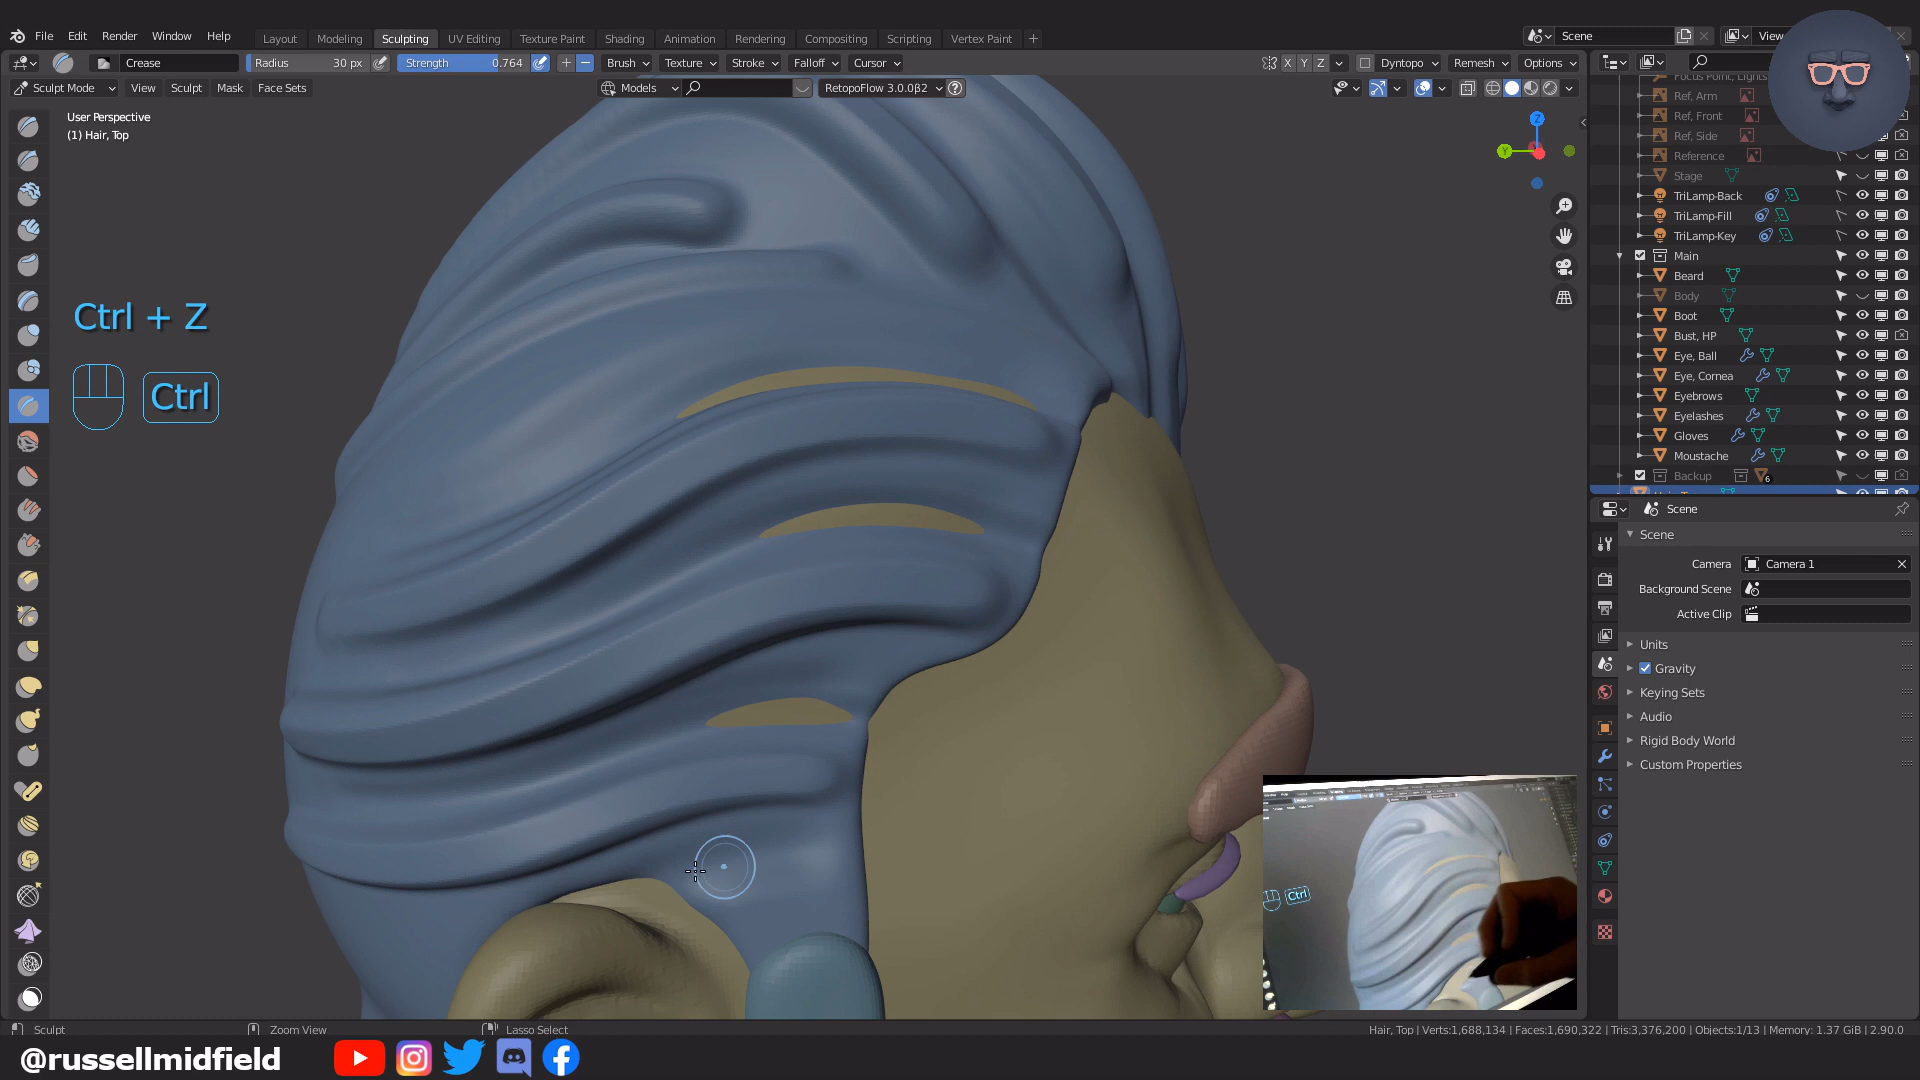 File Edit Render Window Help Layout Modeling Sculpting UV Editing Texture Paint Shading Animation Rendering Compositing Scripting Vertex Paint + Scene View
Crease Radius 30 px Strength 0.764 + − Brush Texture Stroke Falloff Cursor X Y Z Dyntopo Remesh Options
Sculpt Mode View Sculpt Mask Face Sets Models RetopoFlow 3.0.0β2 ?
User Perspective
(1) Hair, Top
Z
Y
Ctrl + Z
Ctrl
Focus Point, Lights
Ref, Arm
Ref, Front
Ref, Side
Reference
Stage
TriLamp-Back
TriLamp-Fill
TriLamp-Key
Main
Beard
Body
Boot
Bust, HP
Eye, Ball
Eye, Cornea
Eyebrows
Eyelashes
Gloves
Moustache
Backup 6
Scene
Scene
Camera Camera 1
Background Scene
Active Clip
Units
Gravity
Keying Sets
Audio
Rigid Body World
Custom Properties
Ctrl
Sculpt Zoom View Lasso Select Hair, Top | Verts:1,688,134 | Faces:1,690,322 | Tris:3,376,200 | Objects:1/13 | Memory: 1.37 GiB | 2.90.0
@russellmidfield